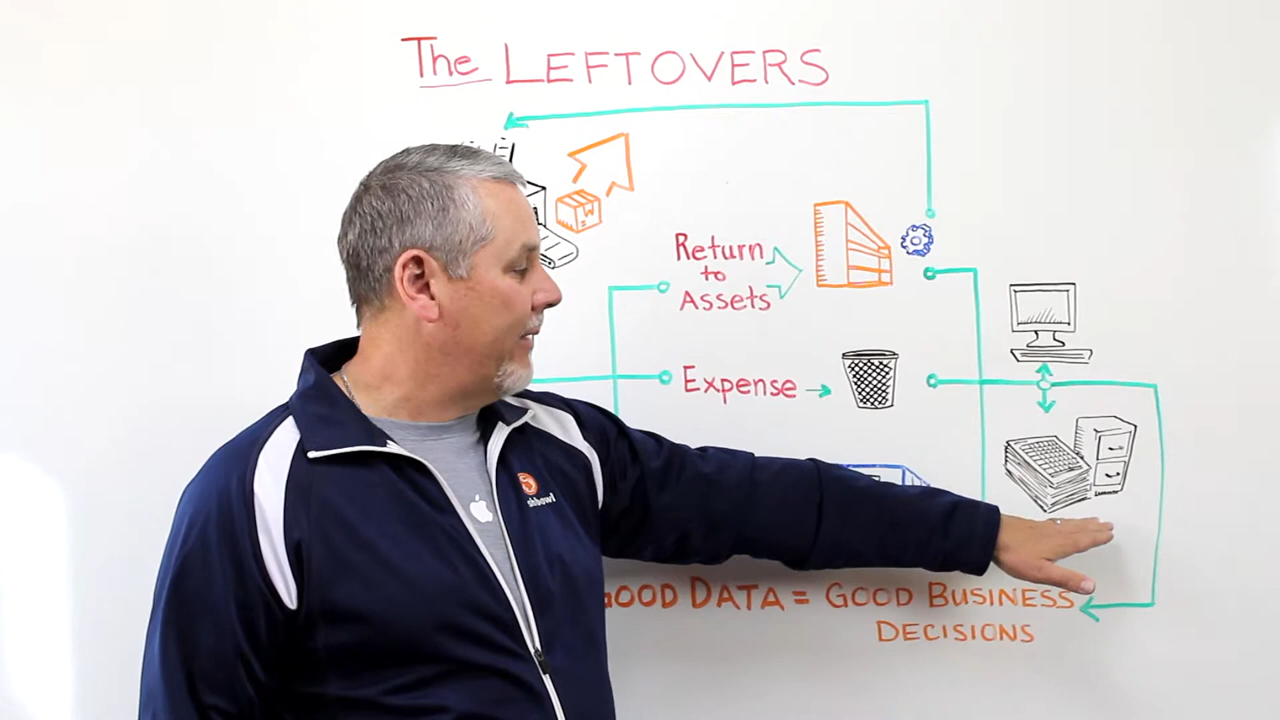 The LEFTOVERS
W
Return
to
Assets
Expense
GOOD DATA = GOOD BUSINESS
DECISIONS